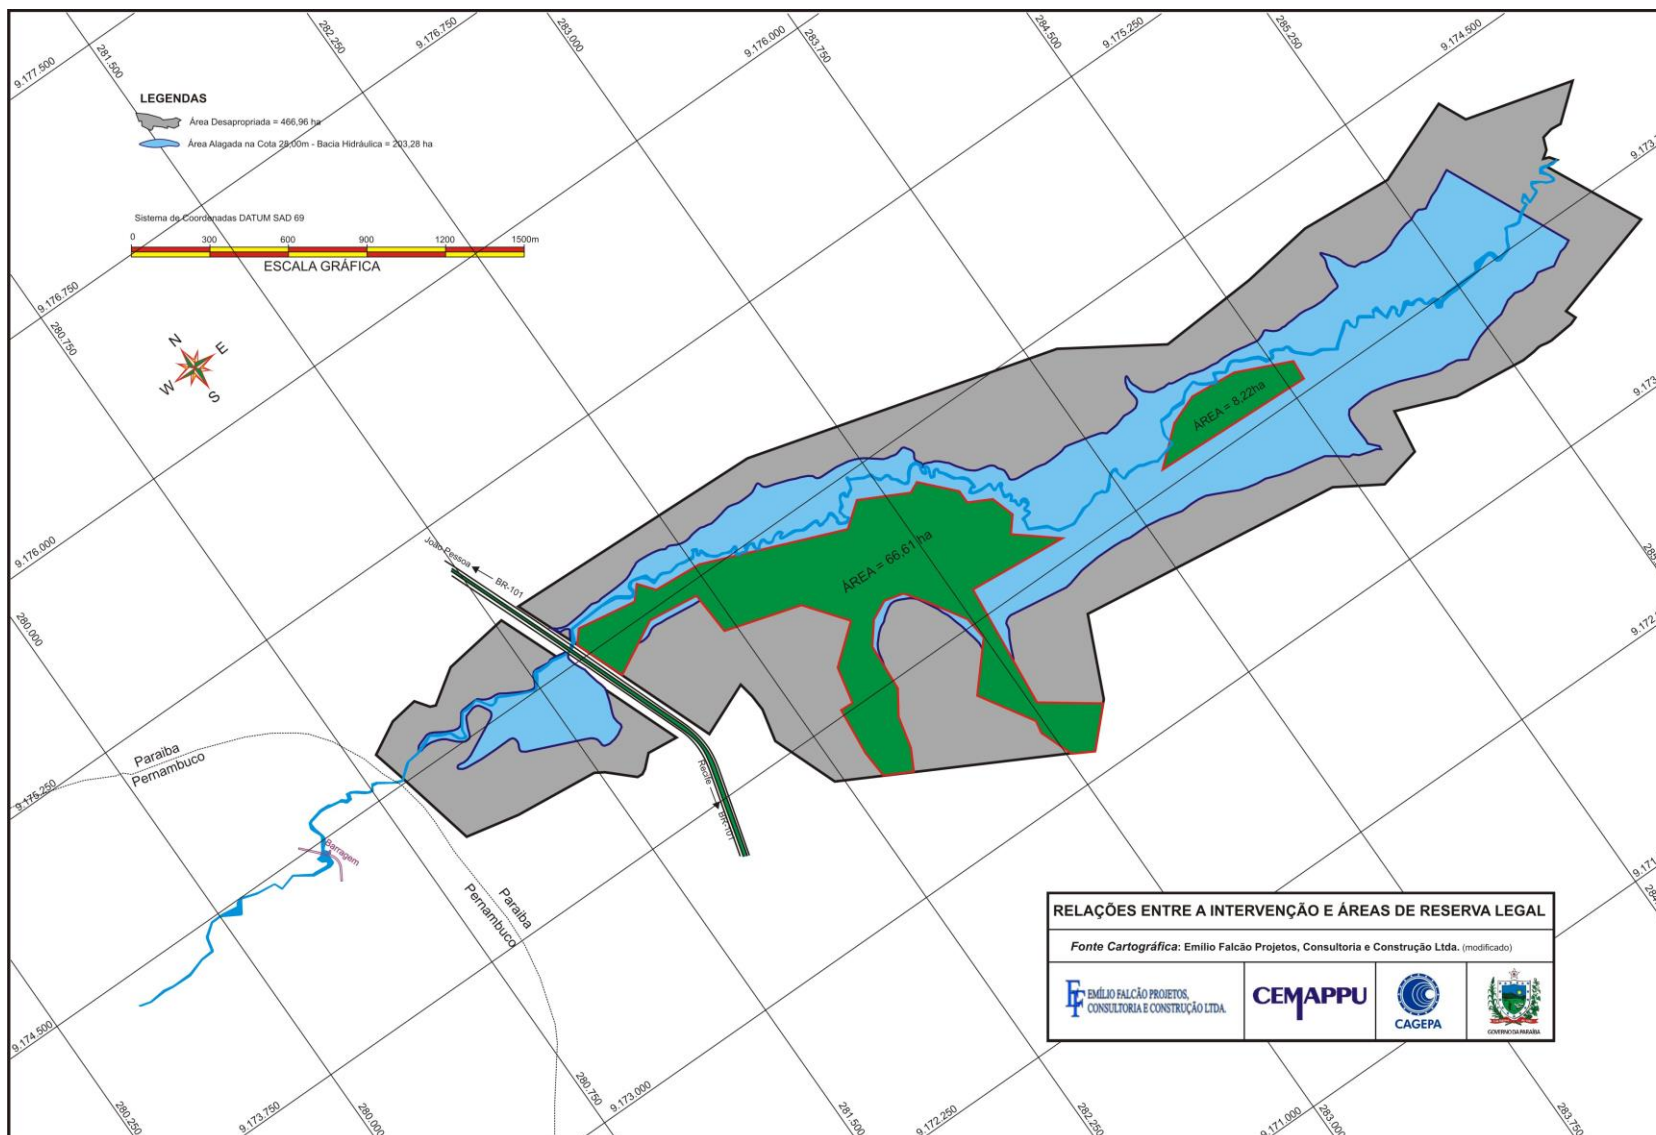 9.177.500
281.500
282.250
9.176.750
283.000
9.176.000
283.750
284.500
9.175.250
285.250
9.174.500
LEGENDAS
Área Desapropriada = 466,96 ha
Área Alagada na Cota 28,00m - Bacia Hidráulica = 203,28 ha
Sistema de Coordenadas DATUM SAD 69
0 300 600 900 1200 1500m
ESCALA GRÁFICA
9.176.750
280.750
N
E
W
S
ÁREA = 8,22ha
ÁREA = 66,61 ha
João Pessoa
BR-101
9.176.000
280.000
Recife
BR-101
Paraiba
Pernambuco
9.175.250
Barragem
Paraiba
Pernambuco
9.174.500
280.250
9.173.750
280.000
280.750
9.173.000
281.500
9.172.250
282.250
9.171.000
283.000
283.750
RELAÇÕES ENTRE A INTERVENÇÃO E ÁREAS DE RESERVA LEGAL
Fonte Cartográfica: Emílio Falcão Projetos, Consultoria e Construção Ltda. (modificado)
EF EMÍLIO FALCÃO PROJETOS,
CONSULTORIA E CONSTRUÇÃO LTDA.
CEMAPPU
CAGEPA
GOVERNO DA PARAÍBA